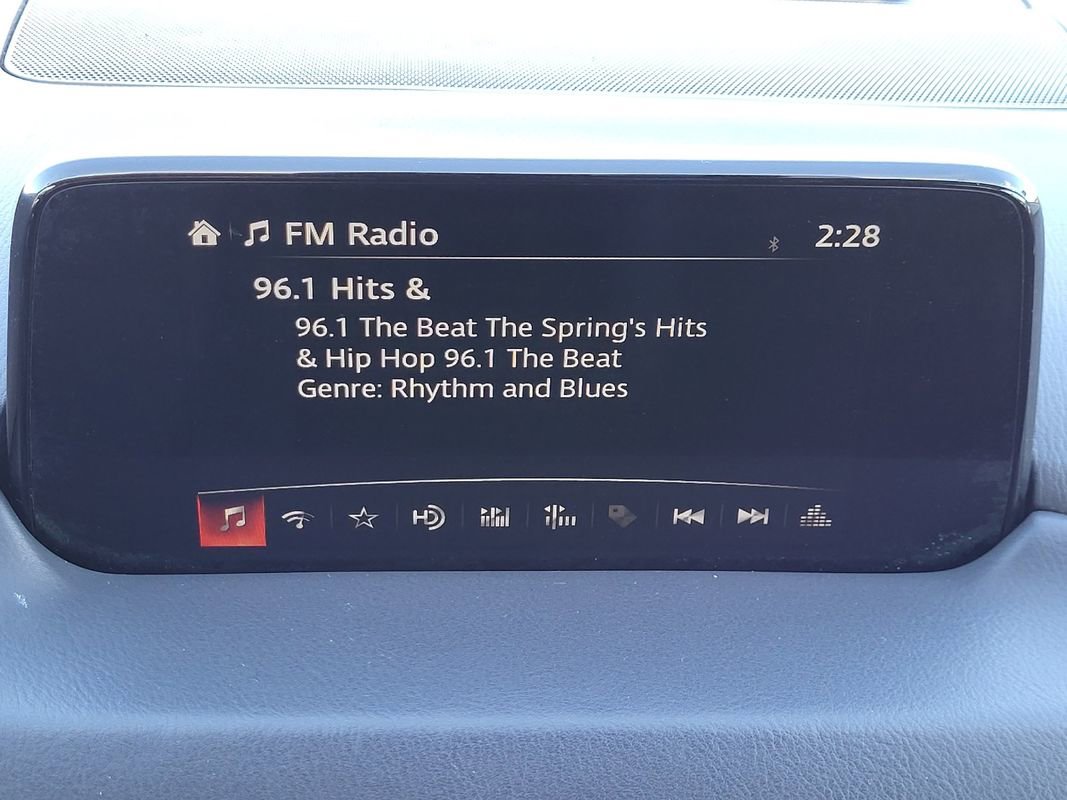 FM Radio
2:28
96.1 Hits &
96.1 The Beat The Spring's Hits
& Hip Hop 96.1 The Beat
Genre: Rhythm and Blues
HD